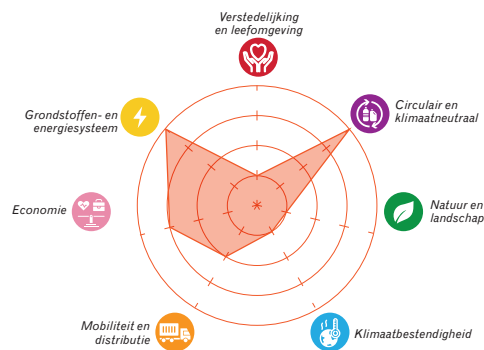 Verstedelijking
en leefomgeving
Grondstoffen- en
energiesysteem
Circulair en
klimaatneutraal
Economie
Natuur en
landschap
Mobiliteit en
distributie
Klimaatbestendigheid